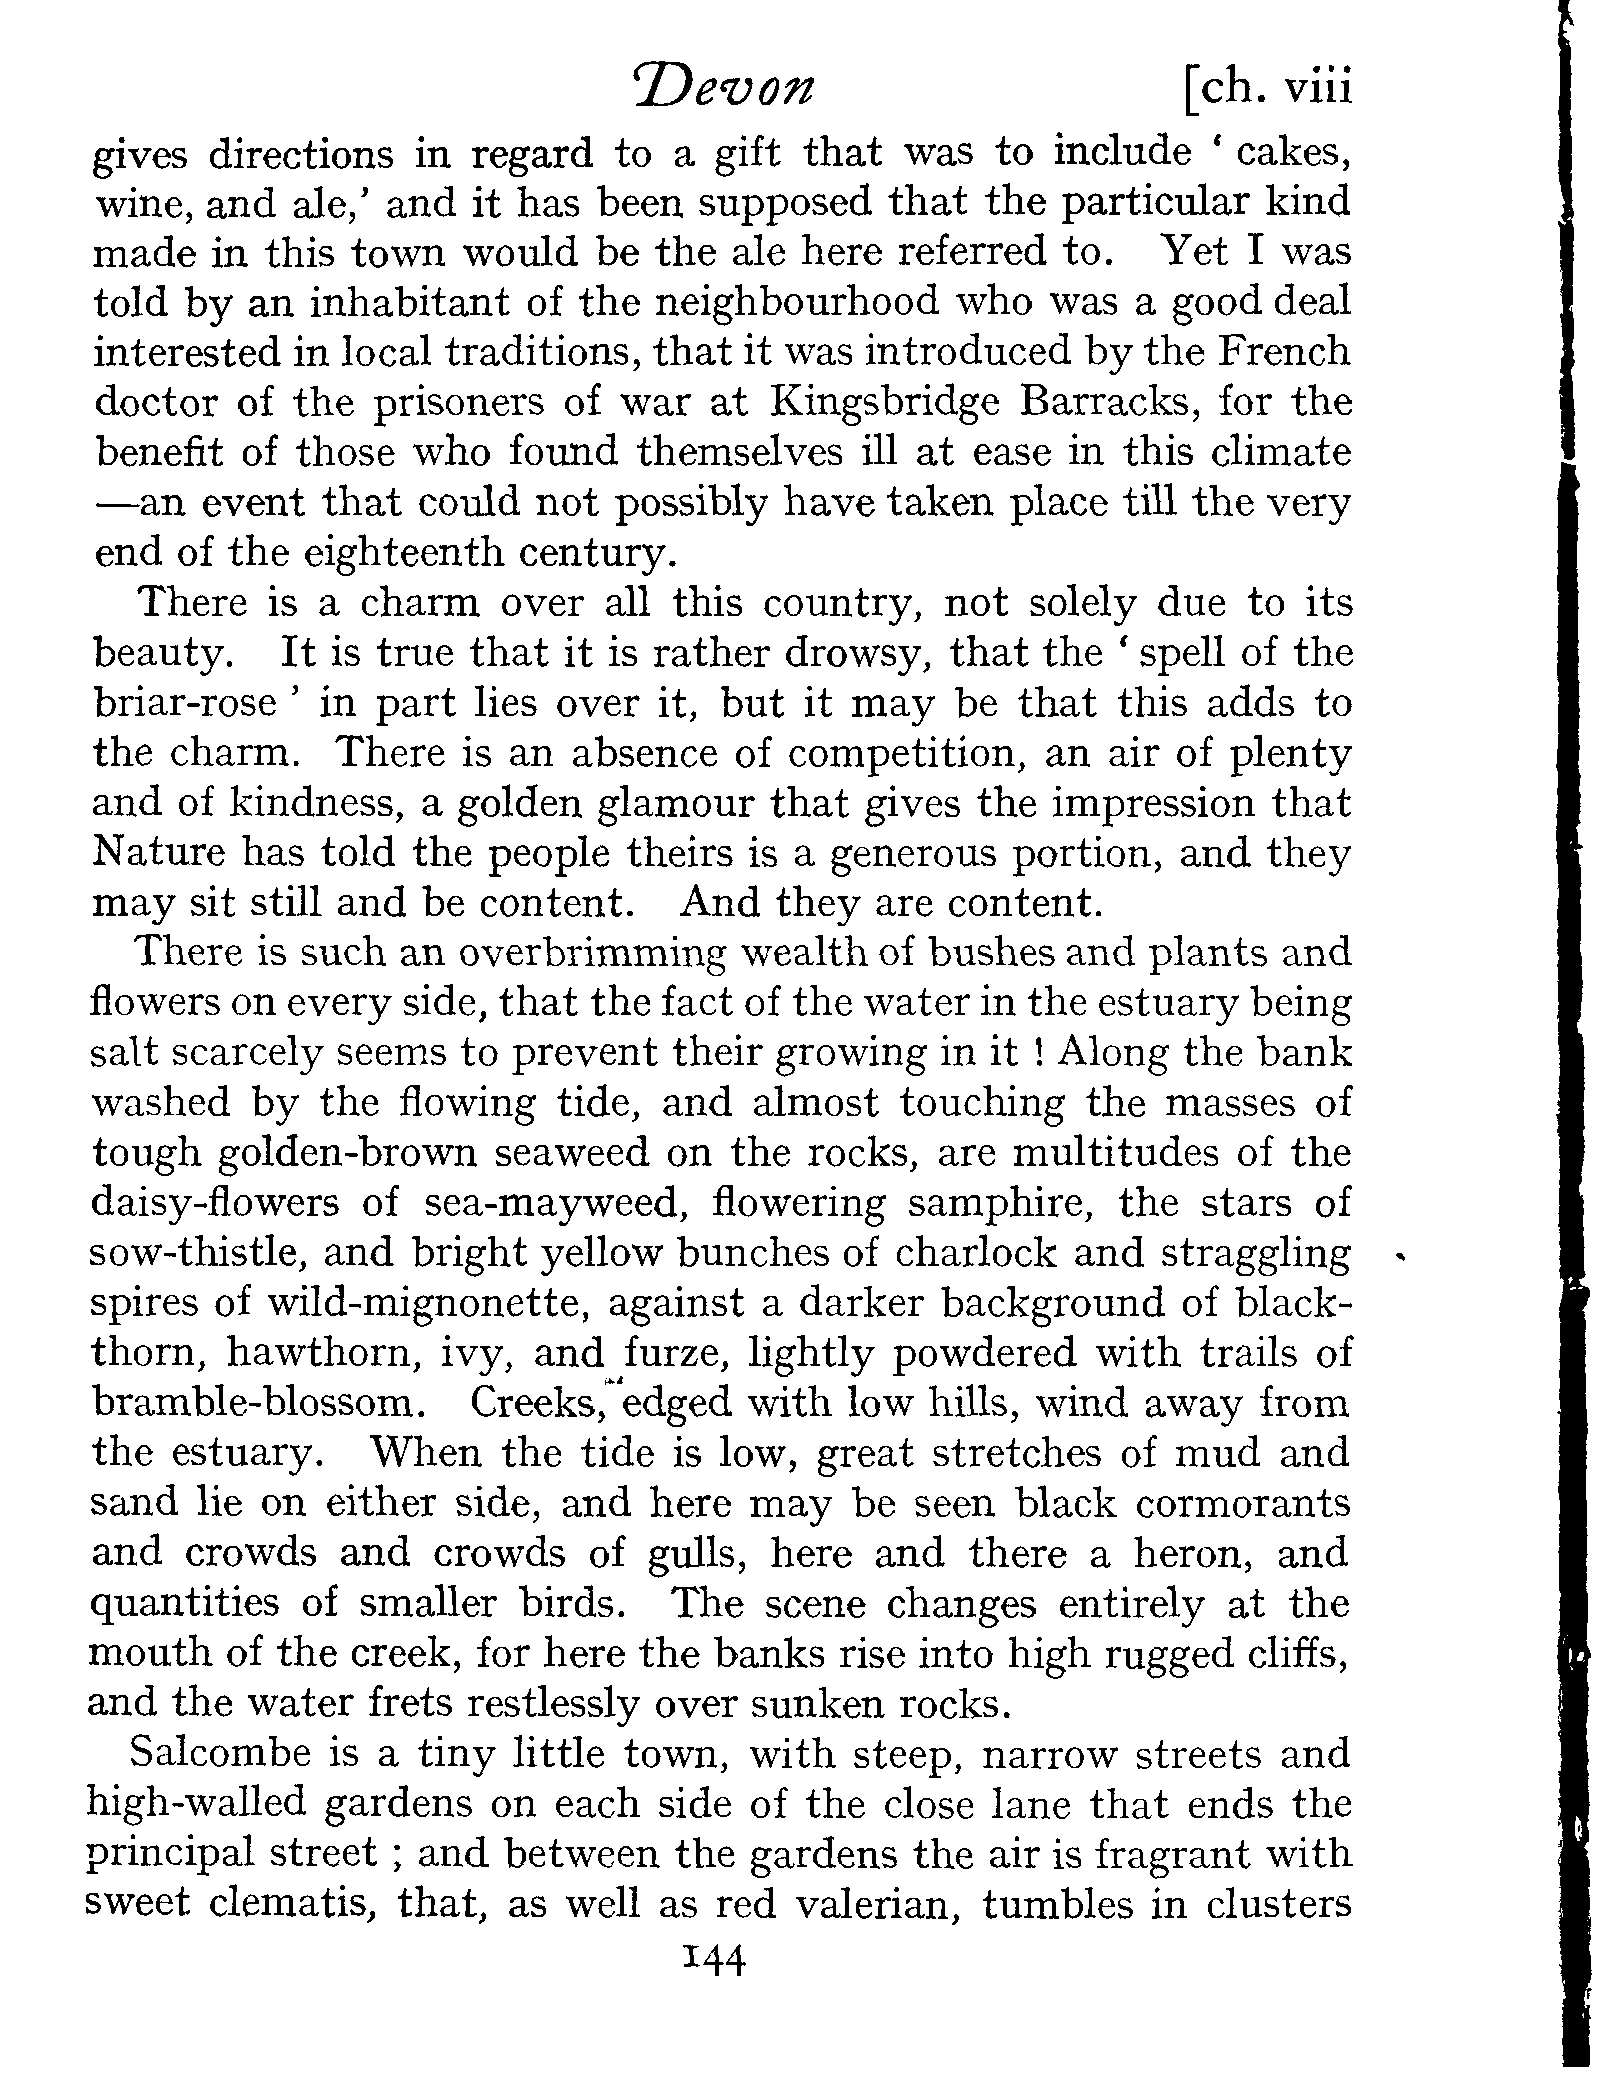 Devon [ch. viii
gives directions in regard to a gift that was to include ‘ cakes,
wine, and ale,’ and it has been supposed that the particular kind
made in this town would be the ale here referred to. Yet I was
told by an inhabitant of the neighbourhood who was a good deal
interested in local traditions, that it was introduced by the French
doctor of the prisoners of war at Kingsbridge Barracks, for the
benefit of those who found themselves ill at ease in this climate
—an event that could not possibly have taken place till the very
end of the eighteenth century.
There is a charm over all this country, not solely due to its
beauty. It is true that it is rather drowsy, that the ‘ spell of the
briar-rose ’ in part lies over it, but it may be that this adds to
the charm. There is an absence of competition, an air of plenty
and of kindness, a golden glamour that gives the impression that
Nature has told the people theirs is a generous portion, and they
may sit still and be content. And they are content.
There is such an overbrimming wealth of bushes and plants and
flowers on every side, that the fact of the water in the estuary being
salt scarcely seems to prevent their growing in it ! Along the bank
washed by the flowing tide, and almost touching the masses of
tough golden-brown seaweed on the rocks, are multitudes of the
daisy-flowers of sea-mayweed, flowering samphire, the stars of
sow-thistle, and bright yellow bunches of charlock and straggling
spires of wild-mignonette, against a darker background of black-
thorn, hawthorn, ivy, and furze, lightly powdered with trails of
bramble-blossom. Creeks, edged with low hills, wind away from
the estuary. When the tide is low, great stretches of mud and
sand lie on either side, and here may be seen black cormorants
and crowds and crowds of gulls, here and there a heron, and
quantities of smaller birds. The scene changes entirely at the
mouth of the creek, for here the banks rise into high rugged cliffs,
and the water frets restlessly over sunken rocks.
Salcombe is a tiny little town, with steep, narrow streets and
high-walled gardens on each side of the close lane that ends the
principal street ; and between the gardens the air is fragrant with
sweet clematis, that, as well as red valerian, tumbles in clusters
144